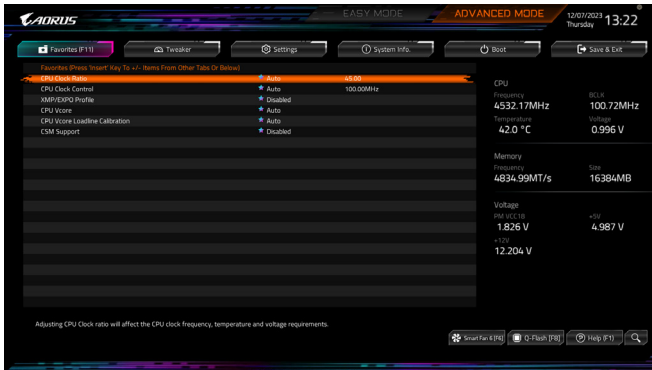 AORUS
EASY MODE
ADVANCED MODE
12/07/2023
Thursday
13:22
Favorites (F11)
Tweaker
Settings
System Info.
Boot
Save & Exit
Favorites (Press 'Insert' Key To +/- Items From Other Tabs Or Below)
CPU Clock Ratio Auto 45.00
CPU Clock Control Auto 100.00MHz
XMP/EXPO Profile Disabled
CPU Vcore Auto
CPU Vcore Loadline Calibration Auto
CSM Support Disabled
CPU
Frequency BCLK
4532.17MHz 100.72MHz
Temperature Voltage
42.0 °C 0.996 V
Memory
Frequency Size
4834.99MT/s 16384MB
Voltage
PM VCC18 +5V
1.826 V 4.987 V
+12V
12.204 V
Adjusting CPU Clock ratio will affect the CPU clock frequency, temperature and voltage requirements.
Smart Fan 6 [F6]
Q-Flash [F8]
Help (F1)